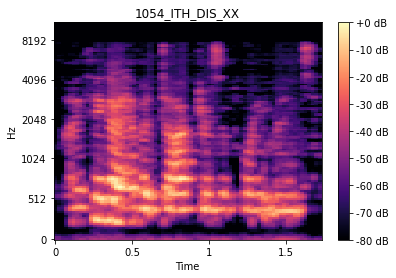 1054_ITH_DIS_XX
+0 dB
8192
-10 dB
4096
-20 dB
-30 dB
2048
Hz
-40 dB
1024
-50 dB
512
-60 dB
-70 dB
0
-80 dB
0
0.5
1
1.5
Time